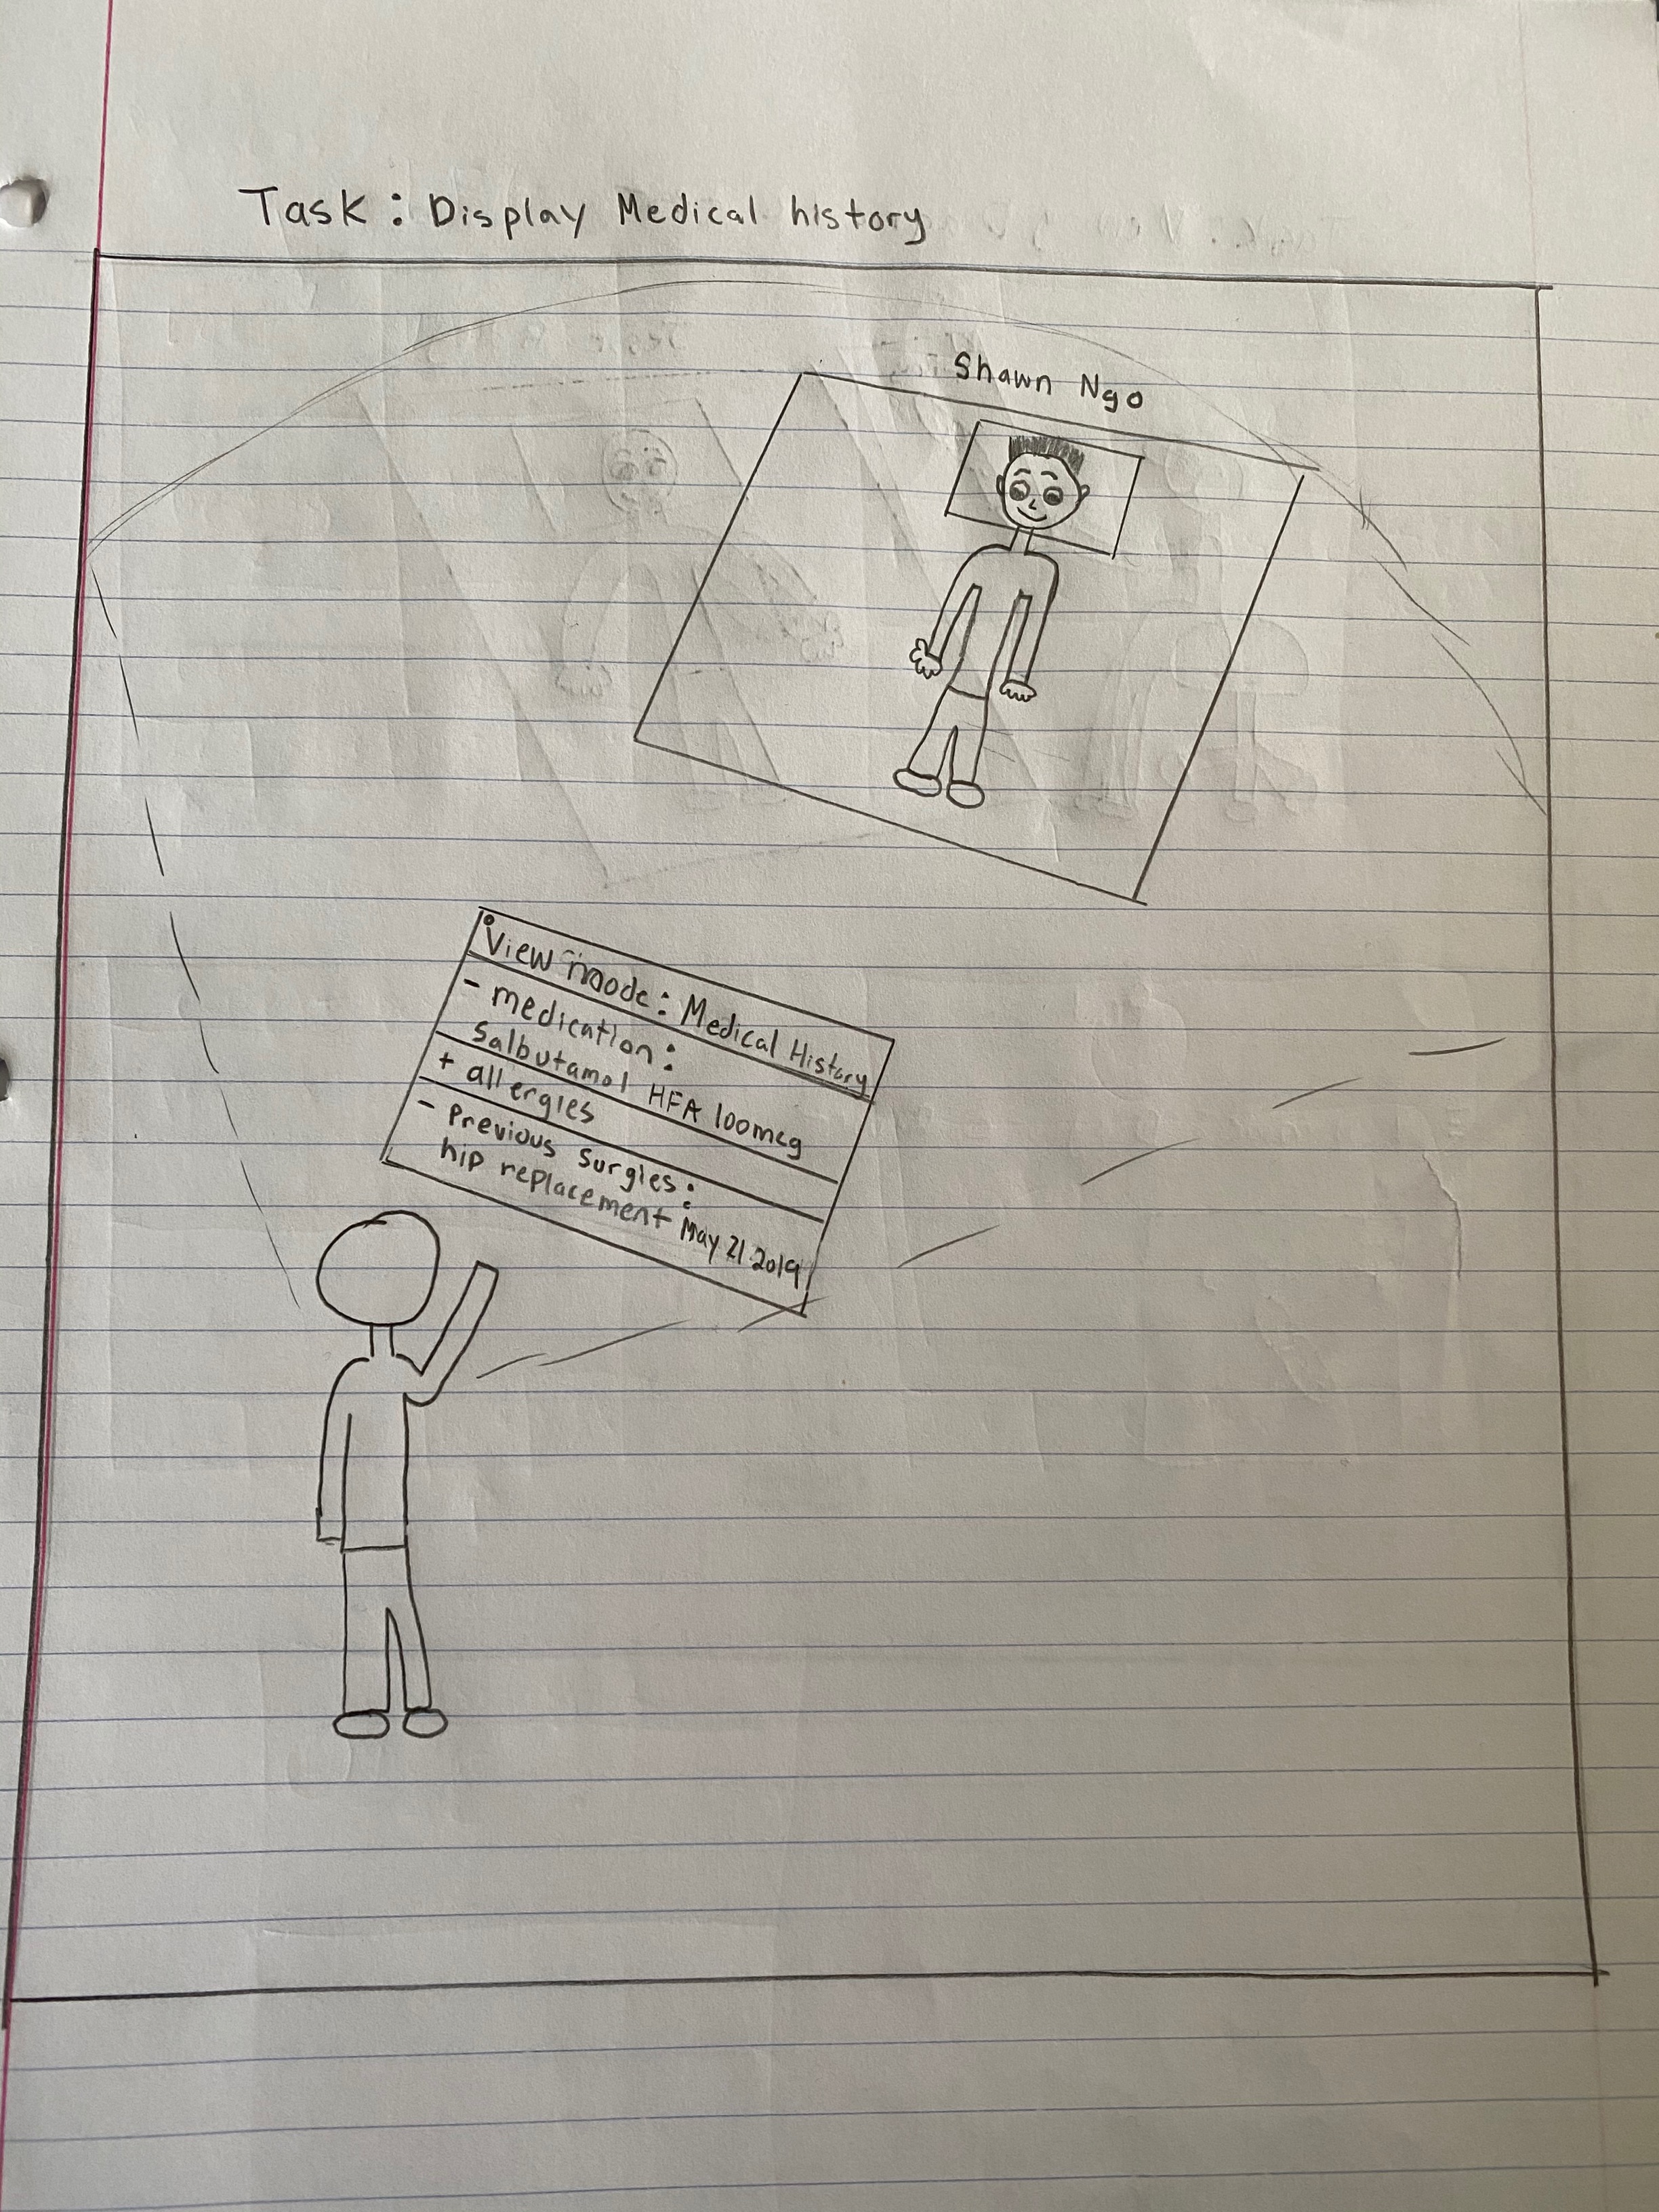 Task: Display Medical history
Shawn Ngo
View mode: Medical History
- medication:
Salbutamol HFA 100mcg
+ allergies
- Previous Surgies:
hip replacement May 21 2019